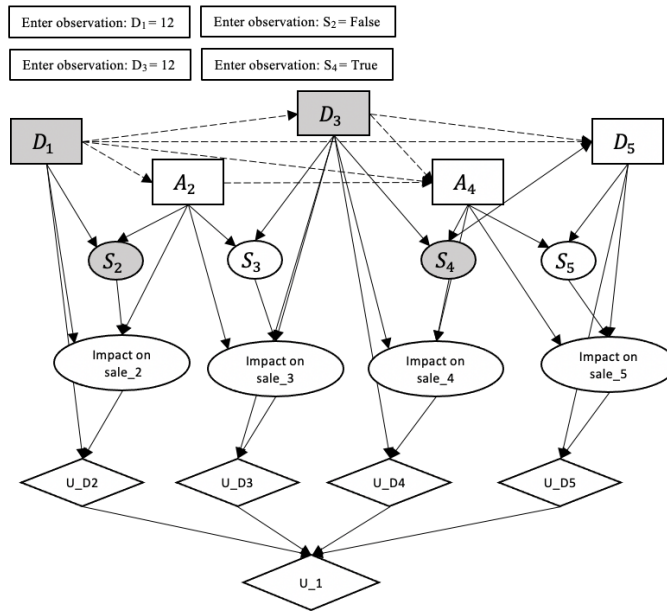 Enter observation: D₁= 12
Enter observation: S₂= False
Enter observation: D₃= 12
Enter observation: S₄= True
D₃
D₁
D₅
A₂
A₄
S₂
S₃
S₄
S₅
Impact on
sale_2
Impact on
sale_3
Impact on
sale_4
Impact on
sale_5
U_D2
U_D3
U_D4
U_D5
U_1